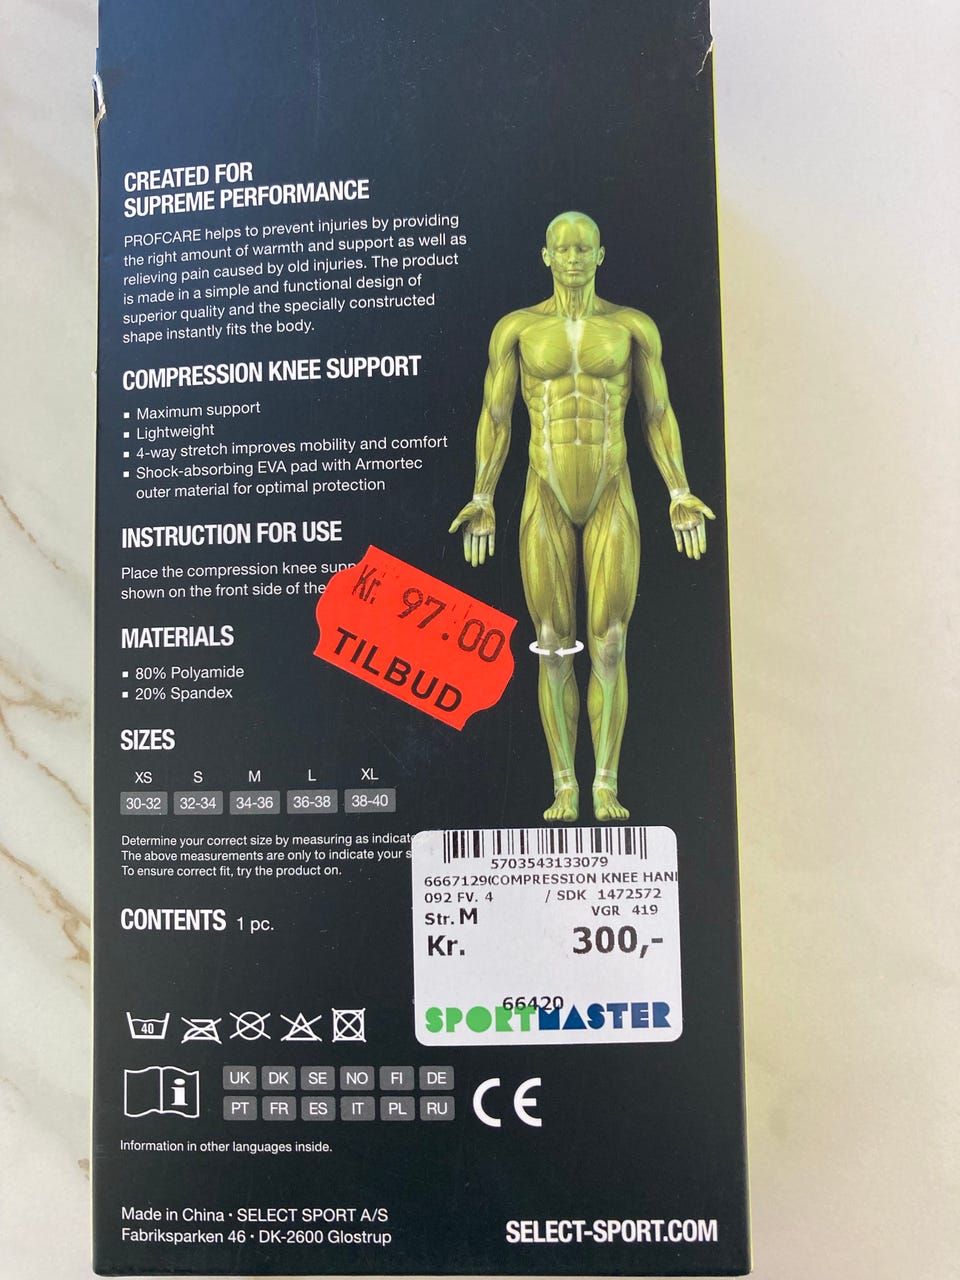 CREATED FOR
SUPREME PERFORMANCE
PROFCARE helps to prevent injuries by providing
the right amount of warmth and support as well as
relieving pain caused by old injuries. The product
is made in a simple and functional design of
superior quality and the specially constructed
shape instantly fits the body.
COMPRESSION KNEE SUPPORT
▪ Maximum support
▪ Lightweight
▪ 4-way stretch improves mobility and comfort
▪ Shock-absorbing EVA pad with Armortec
outer material for optimal protection
INSTRUCTION FOR USE
Place the compression knee supp
shown on the front side of the
Kr. 97.00
TILBUD
MATERIALS
▪ 80% Polyamide
▪ 20% Spandex
SIZES
XS S M L XL
30-32 32-34 34-36 36-38 38-40
Determine your correct size by measuring as indicate
The above measurements are only to indicate your s
To ensure correct fit, try the product on.
CONTENTS 1 pc.
5703543133079
6667129(COMPRESSION KNEE HAN
092 FV. 4 / SDK 1472572
VGR 419
Str. M
Kr. 300,-
66420
SPORTMASTER
40
i
UK DK SE NO FI DE
PT FR ES IT PL RU
CE
Information in other languages inside.
Made in China · SELECT SPORT A/S
Fabriksparken 46 · DK-2600 Glostrup
SELECT-SPORT.COM